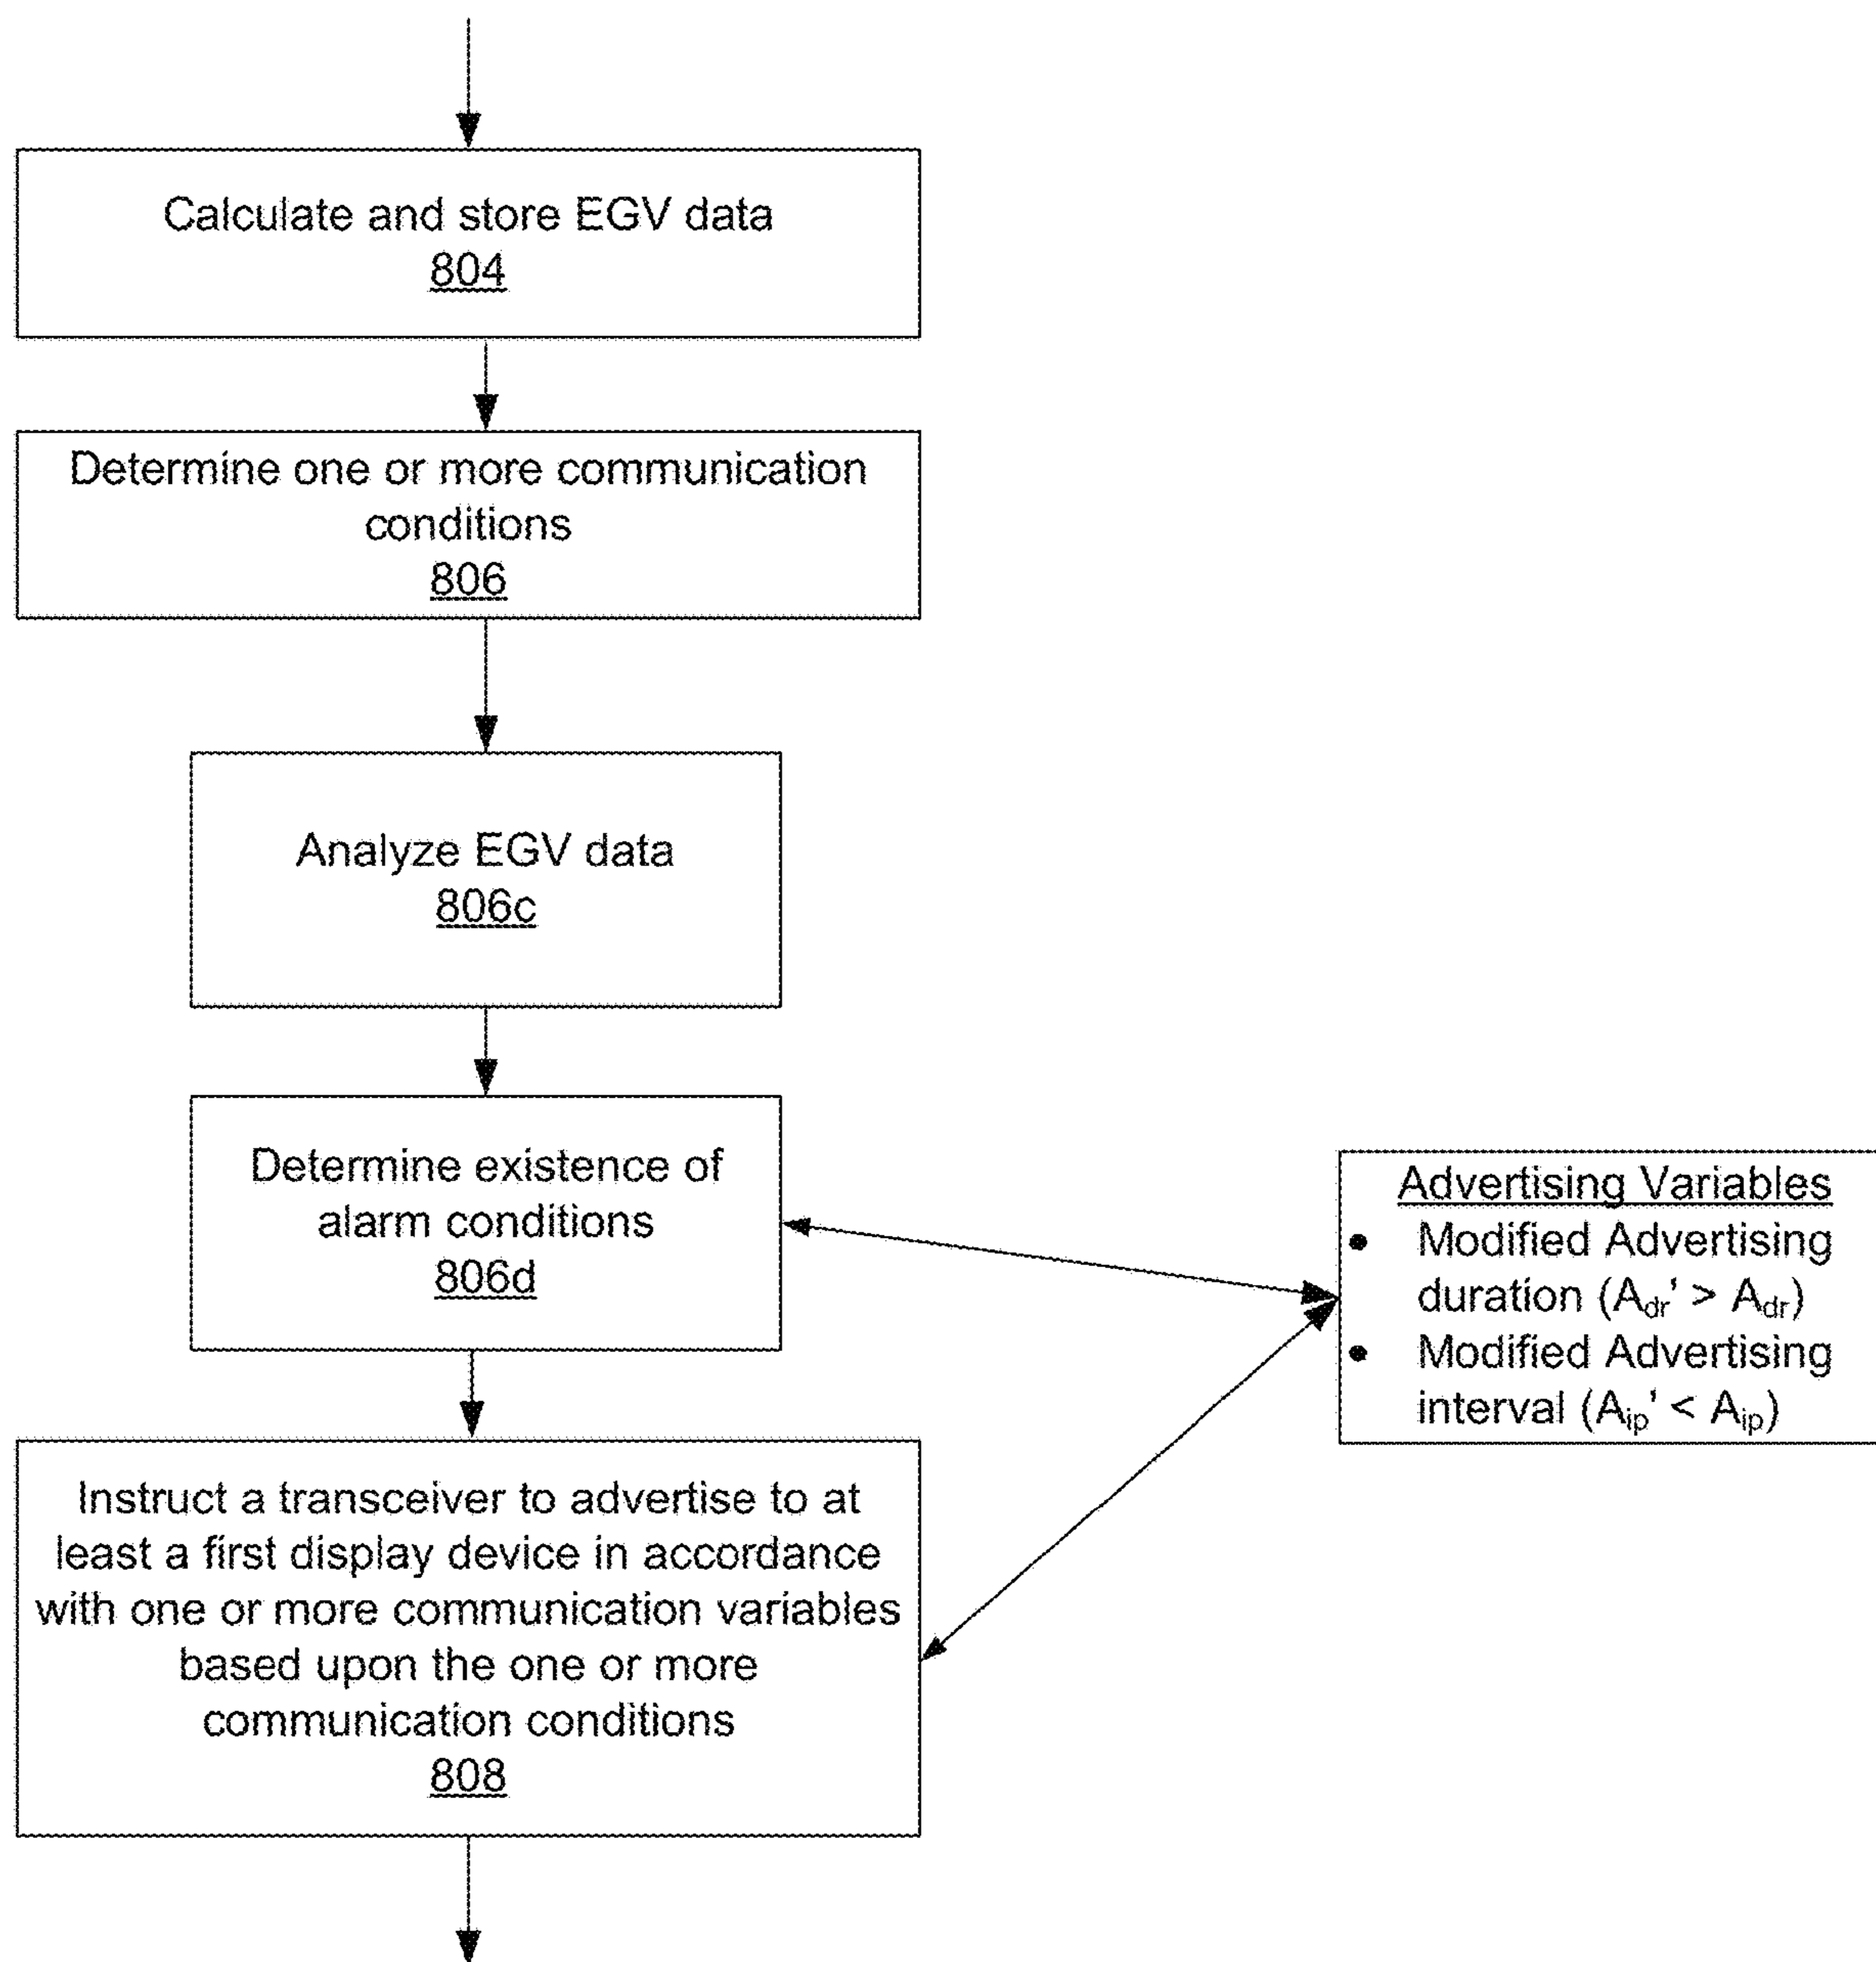 Calculate and store EGV data
804
Determine one or more communication
conditions
806
Analyze EGV data
806c
Determine existence of
alarm conditions
806d
Advertising Variables
• Modified Advertising
duration (Adr' > Adr)
• Modified Advertising
interval (Aip' < Aip)
Instruct a transceiver to advertise to at
least a first display device in accordance
with one or more communication variables
based upon the one or more
communication conditions
808